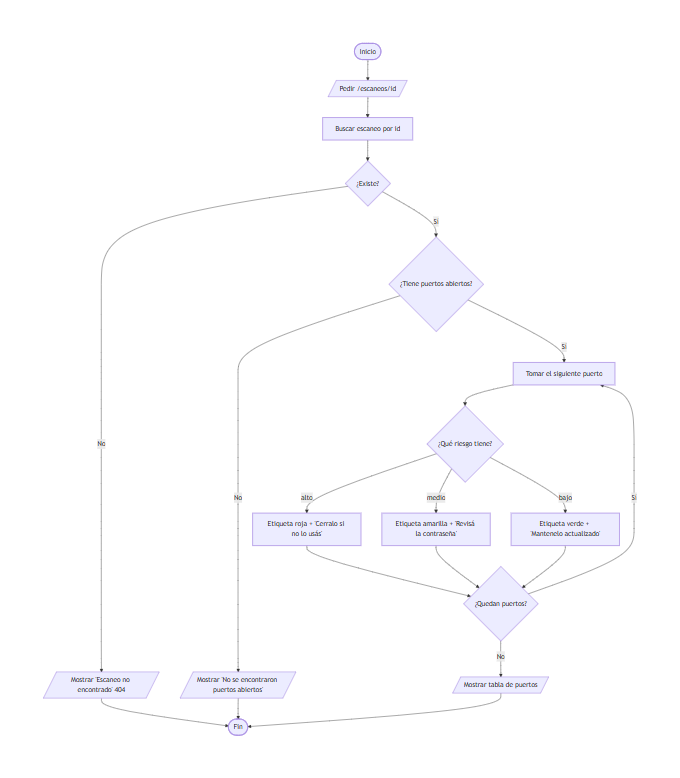 Inicio
Pedir /escaneos/id
Buscar escaneo por id
¿Existe?
Sí
¿Tiene puertos abiertos?
Sí
Tomar el siguiente puerto
No
¿Qué riesgo tiene?
No
alto
medio
bajo
Sí
Etiqueta roja + 'Cerralo si
no lo usás'
Etiqueta amarilla + 'Revisá
la contraseña'
Etiqueta verde +
'Mantenelo actualizado'
¿Quedan puertos?
No
Mostrar 'Escaneo no
encontrado' 404
Mostrar 'No se encontraron
puertos abiertos'
Mostrar tabla de puertos
Fin